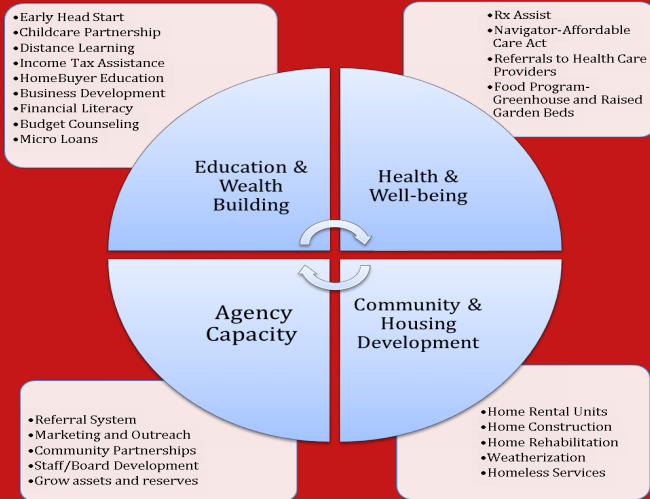 •Early Head Start
•Childcare Partnership
•Distance Learning
•Income Tax Assistance
•HomeBuyer Education
•Business Development
•Financial Literacy
•Budget Counseling
•Micro Loans
•Rx Assist
•Navigator-Affordable
Care Act
•Referrals to Health Care
Providers
•Food Program-
Greenhouse and Raised
Garden Beds
Education &
Wealth
Building
Health &
Well-being
Agency
Capacity
Community &
Housing
Development
•Referral System
•Marketing and Outreach
•Community Partnerships
•Staff/Board Development
•Grow assets and reserves
•Home Rental Units
•Home Construction
•Home Rehabilitation
•Weatherization
•Homeless Services